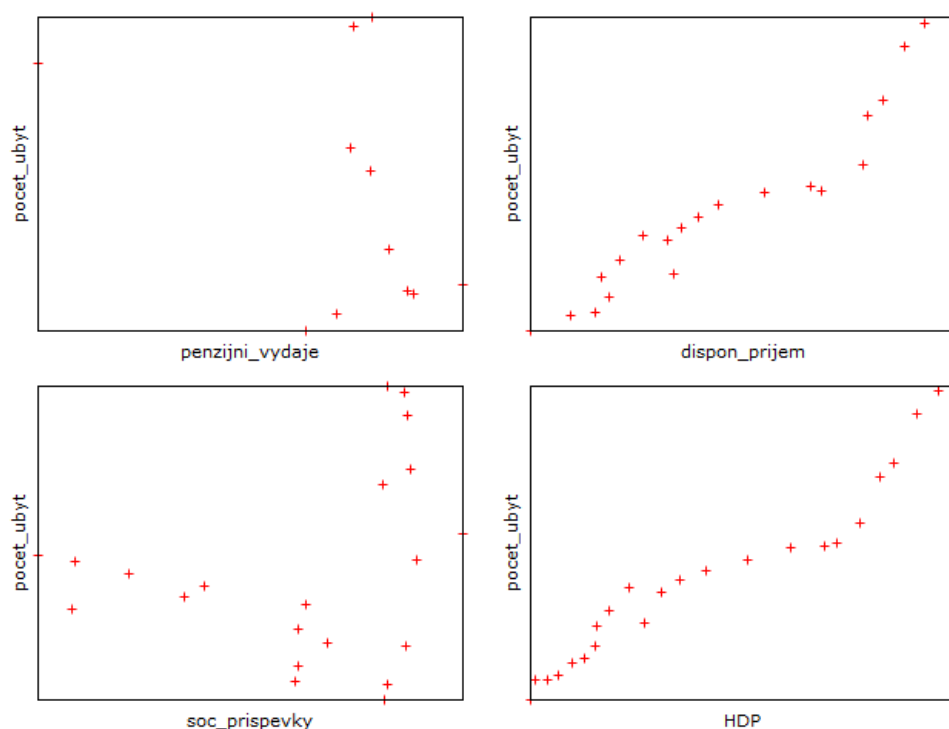 pocet_ubyt
penzijni_vydaje
pocet_ubyt
dispon_prijem
pocet_ubyt
soc_prispevky
pocet_ubyt
HDP